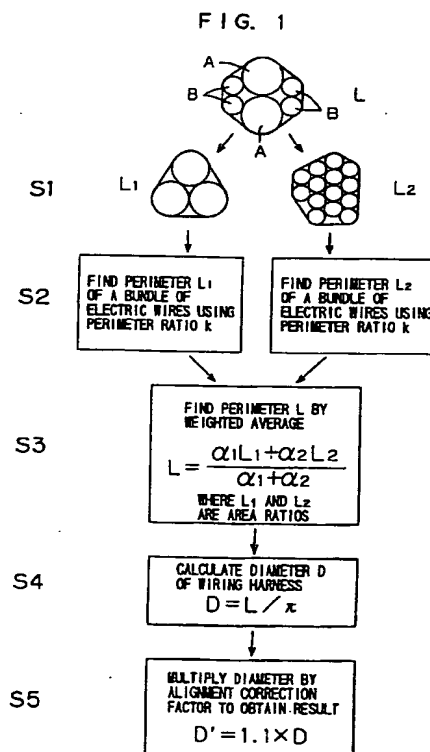 FIG. 1
A
B
L
B
A
S1
L1
L2
S2
FIND PERIMETER L1
OF A BUNDLE OF
ELECTRIC WIRES USING
PERIMETER RATIO k
FIND PERIMETER L2
OF A BUNDLE OF
ELECTRIC WIRES USING
PERIMETER RATIO k
S3
FIND PERIMETER L BY
WEIGHTED AVERAGE
L = α1L1+α2L2 / α1+α2
WHERE L1 AND L2
ARE AREA RATIOS
S4
CALCULATE DIAMETER D
OF WIRING HARNESS
D = L / π
S5
MULTIPLY DIAMETER BY
ALIGNMENT CORRECTION
FACTOR TO OBTAIN RESULT
D' = 1.1 × D